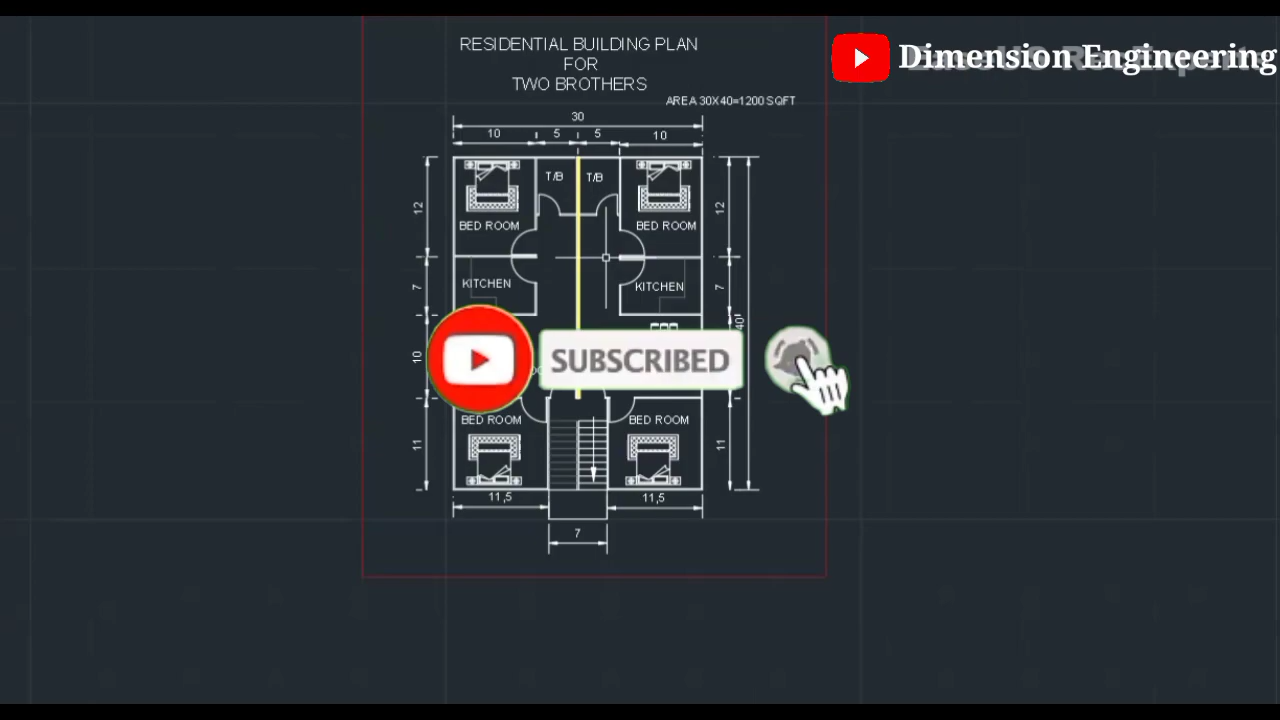 Dimension Engineering
RESIDENTIAL BUILDING PLAN
FOR
TWO BROTHERS
AREA 30X40=1200 SQFT
30
10 5 5 10
T/B T/B
12 12
BED ROOM BED ROOM
7 7
KITCHEN KITCHEN
40
10
SUBSCRIBED
BED ROOM BED ROOM
11 11
11,5 11,5
7